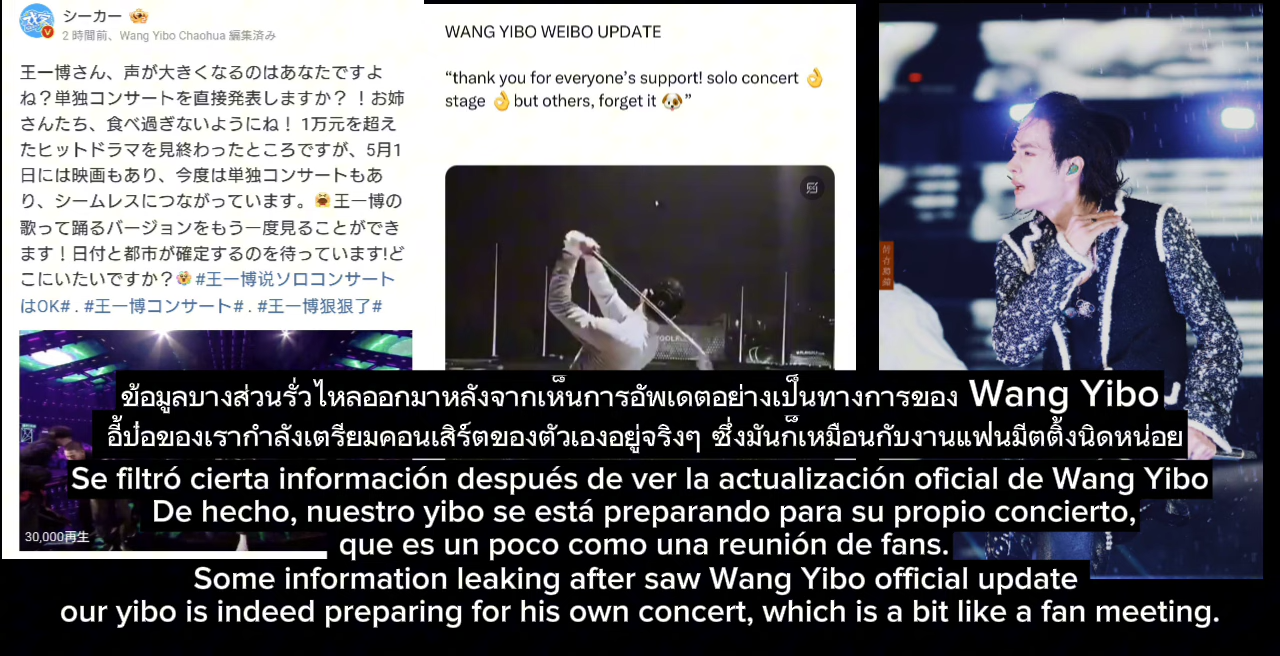 シーカー
2 時間前、Wang Yibo Chaohua 編集済み
王一博さん、声が大きくなるのはあなたですよ
ね？単独コンサートを直接発表しますか？ ！お姉
さんたち、食べ過ぎないようにね！ 1万元を超え
たヒットドラマを見終わったところですが、5月1
日には映画もあり、今度は単独コンサートもあ
り、シームレスにつながっています。 王一博の
歌って踊るバージョンをもう一度見ることができ
ます！日付と都市が確定するのを待っています!ど
こにいたいですか？ #王一博说ソロコンサート
はOK# . #王一博コンサート# . #王一博狠狠了#
30,000再生
WANG YIBO WEIBO UPDATE
“thank you for everyone’s support! solo concert 👌
stage 👌 but others, forget it 🐶”
ข้อมูลบางส่วนรั่วไหลออกมาหลังจากเห็นการอัพเดตอย่างเป็นทางการของ Wang Yibo
อี้ป๋อของเรากำลังเตรียมคอนเสิร์ตของตัวเองอยู่จริงๆ ซึ่งมันก็เหมือนกับงานแฟนมีตติ้งนิดหน่อย
Se filtró cierta información después de ver la actualización oficial de Wang Yibo
De hecho, nuestro yibo se está preparando para su propio concierto,
que es un poco como una reunión de fans.
Some information leaking after saw Wang Yibo official update
our yibo is indeed preparing for his own concert, which is a bit like a fan meeting.